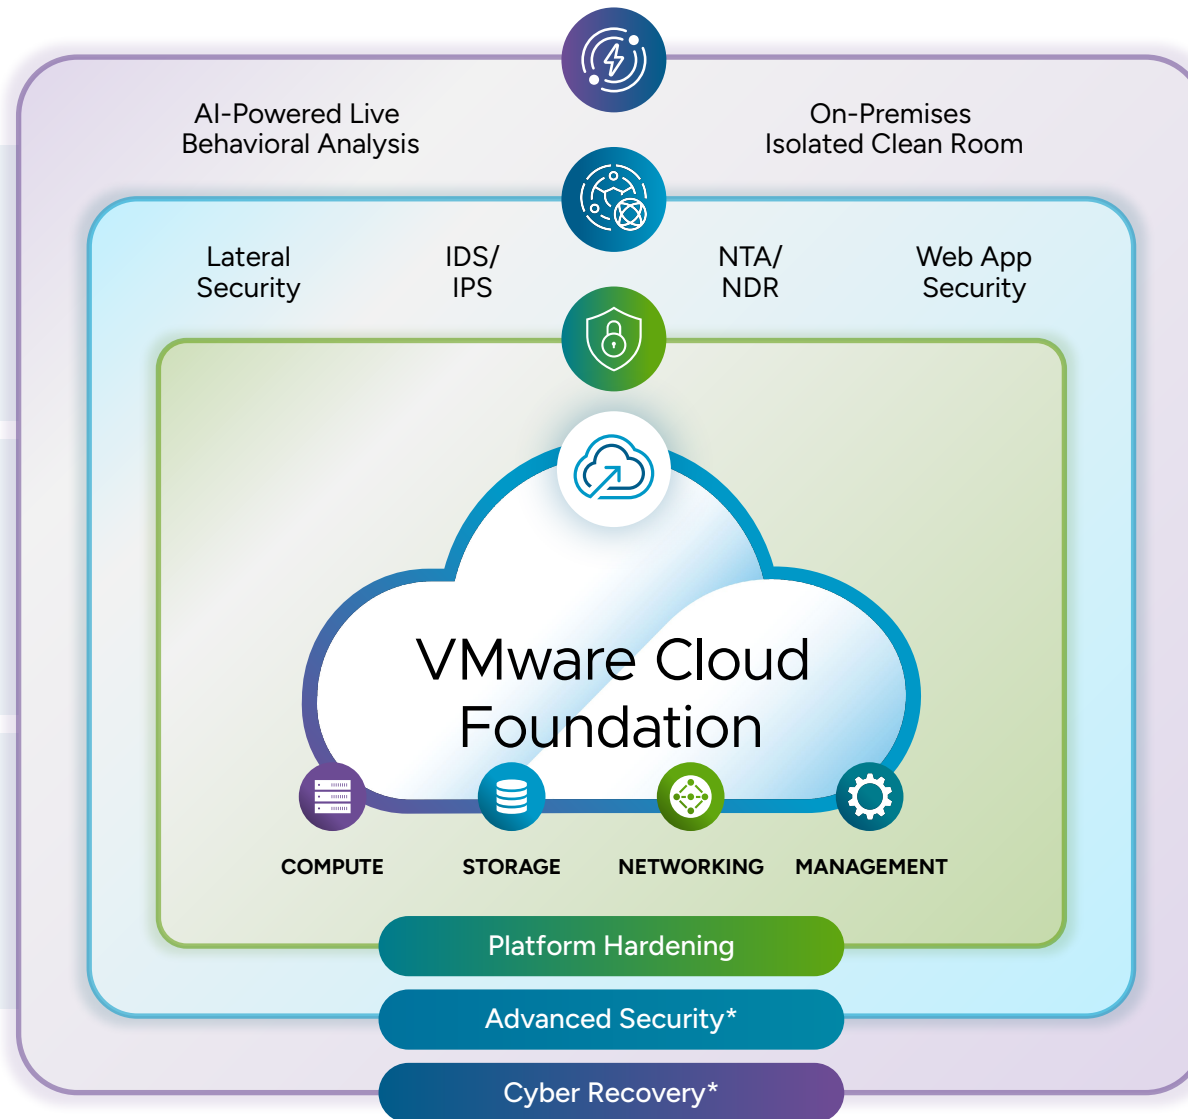 AI-Powered Live
Behavioral Analysis
On-Premises
Isolated Clean Room
Lateral
Security
IDS/
IPS
NTA/
NDR
Web App
Security
VMware Cloud
Foundation
COMPUTE
STORAGE
NETWORKING
MANAGEMENT
Platform Hardening
Advanced Security*
Cyber Recovery*